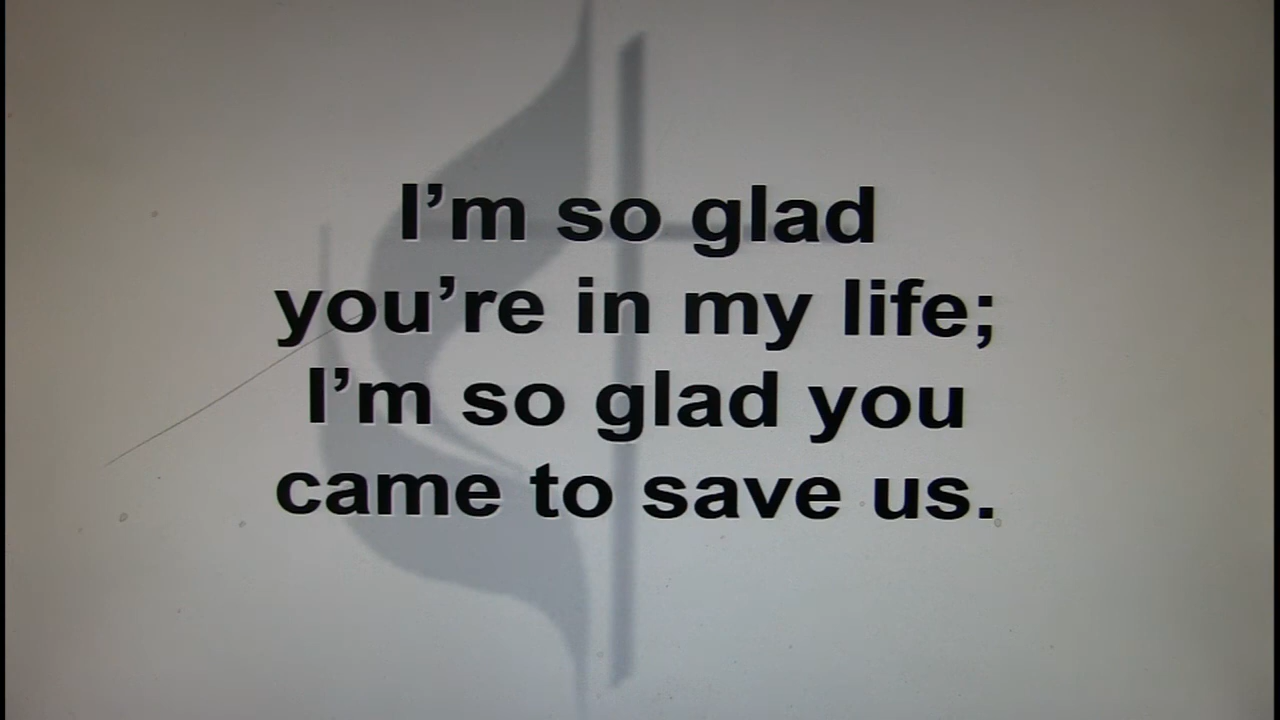 I’m so glad
you’re in my life;
I’m so glad you
came to save us.